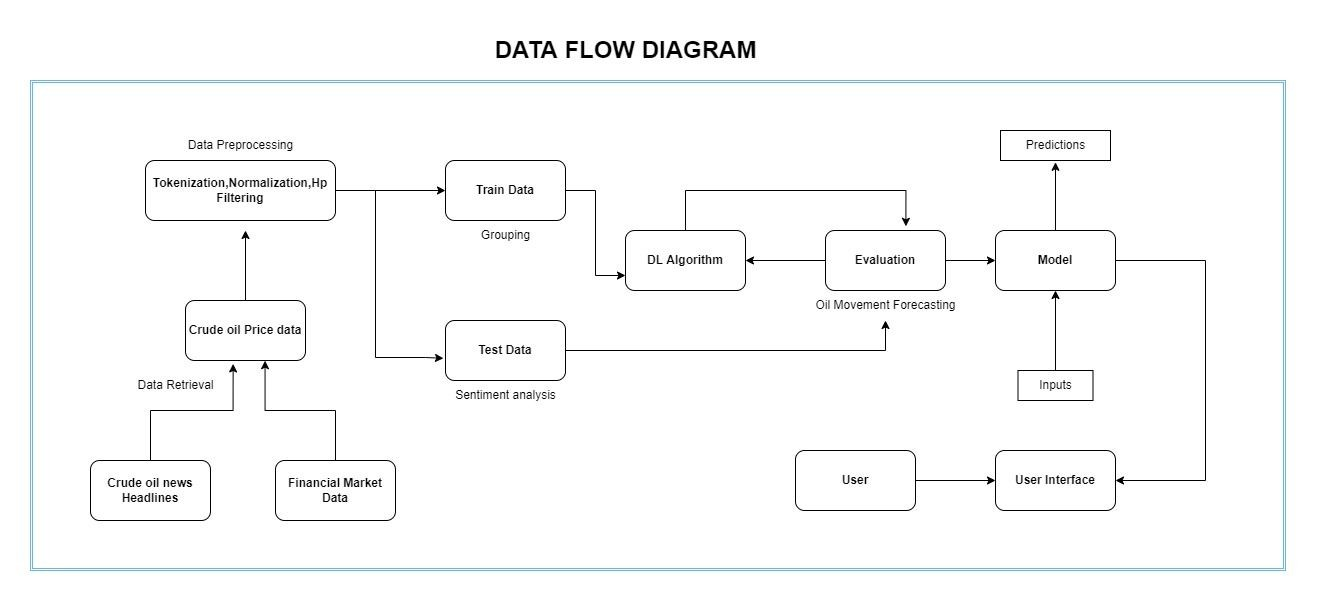 DATA FLOW DIAGRAM
Data Preprocessing
Tokenization,Normalization,Hp
Filtering
Train Data
Grouping
Predictions
DL Algorithm
Evaluation
Model
Oil Movement Forecasting
Crude oil Price data
Test Data
Data Retrieval
Sentiment analysis
Inputs
Crude oil news
Headlines
Financial Market
Data
User
User Interface